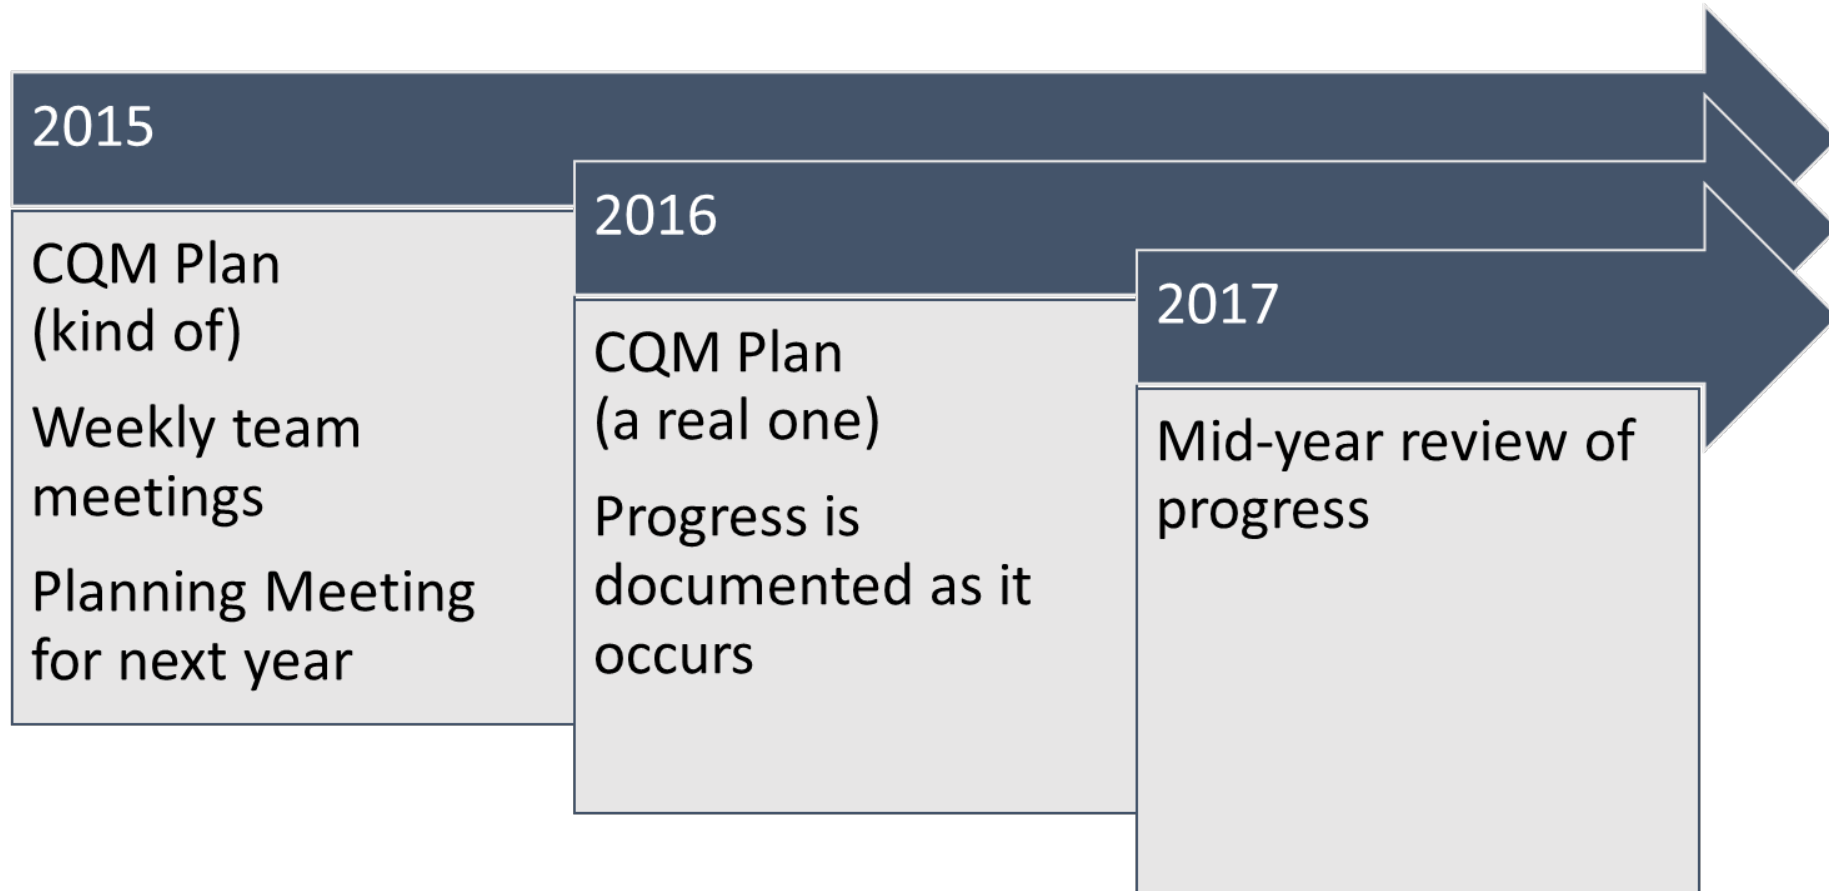 2015
CQM Plan
(kind of)
Weekly team
meetings
Planning Meeting
for next year
2016
CQM Plan
(a real one)
Progress is
documented as it
occurs
2017
Mid-year review of
progress